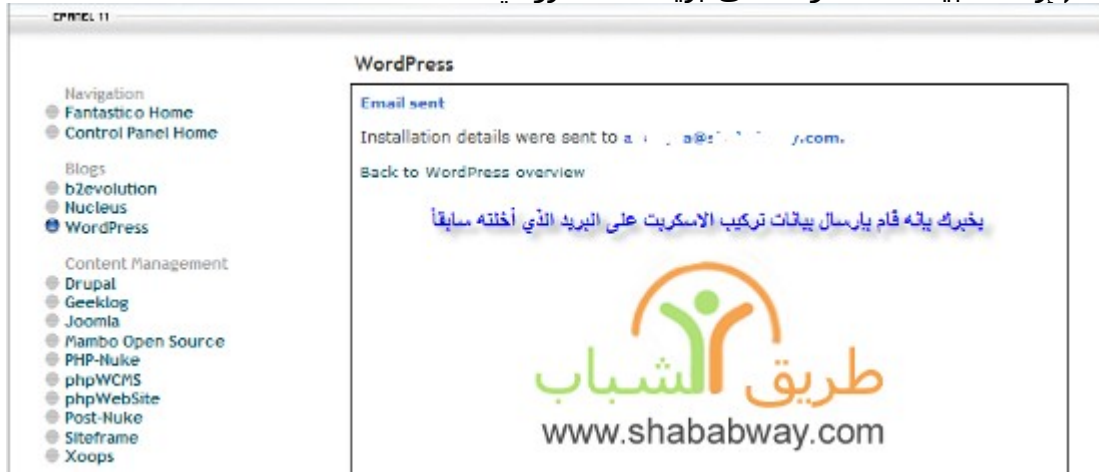 CPANEL 11
WordPress
Navigation
Fantastico Home
Control Panel Home
Blogs
b2evolution
Nucleus
WordPress
Content Management
Drupal
Geeklog
Joomla
Mambo Open Source
PHP-Nuke
phpWCMS
phpWebSite
Post-Nuke
Siteframe
Xoops
Email sent
Installation details were sent to
Back to WordPress overview
يخبرك بإنه قام بإرسال بيانات تركيب الاسكربت على البريد الذي أدخلته سابقاً
طريق الشباب
www.shababway.com